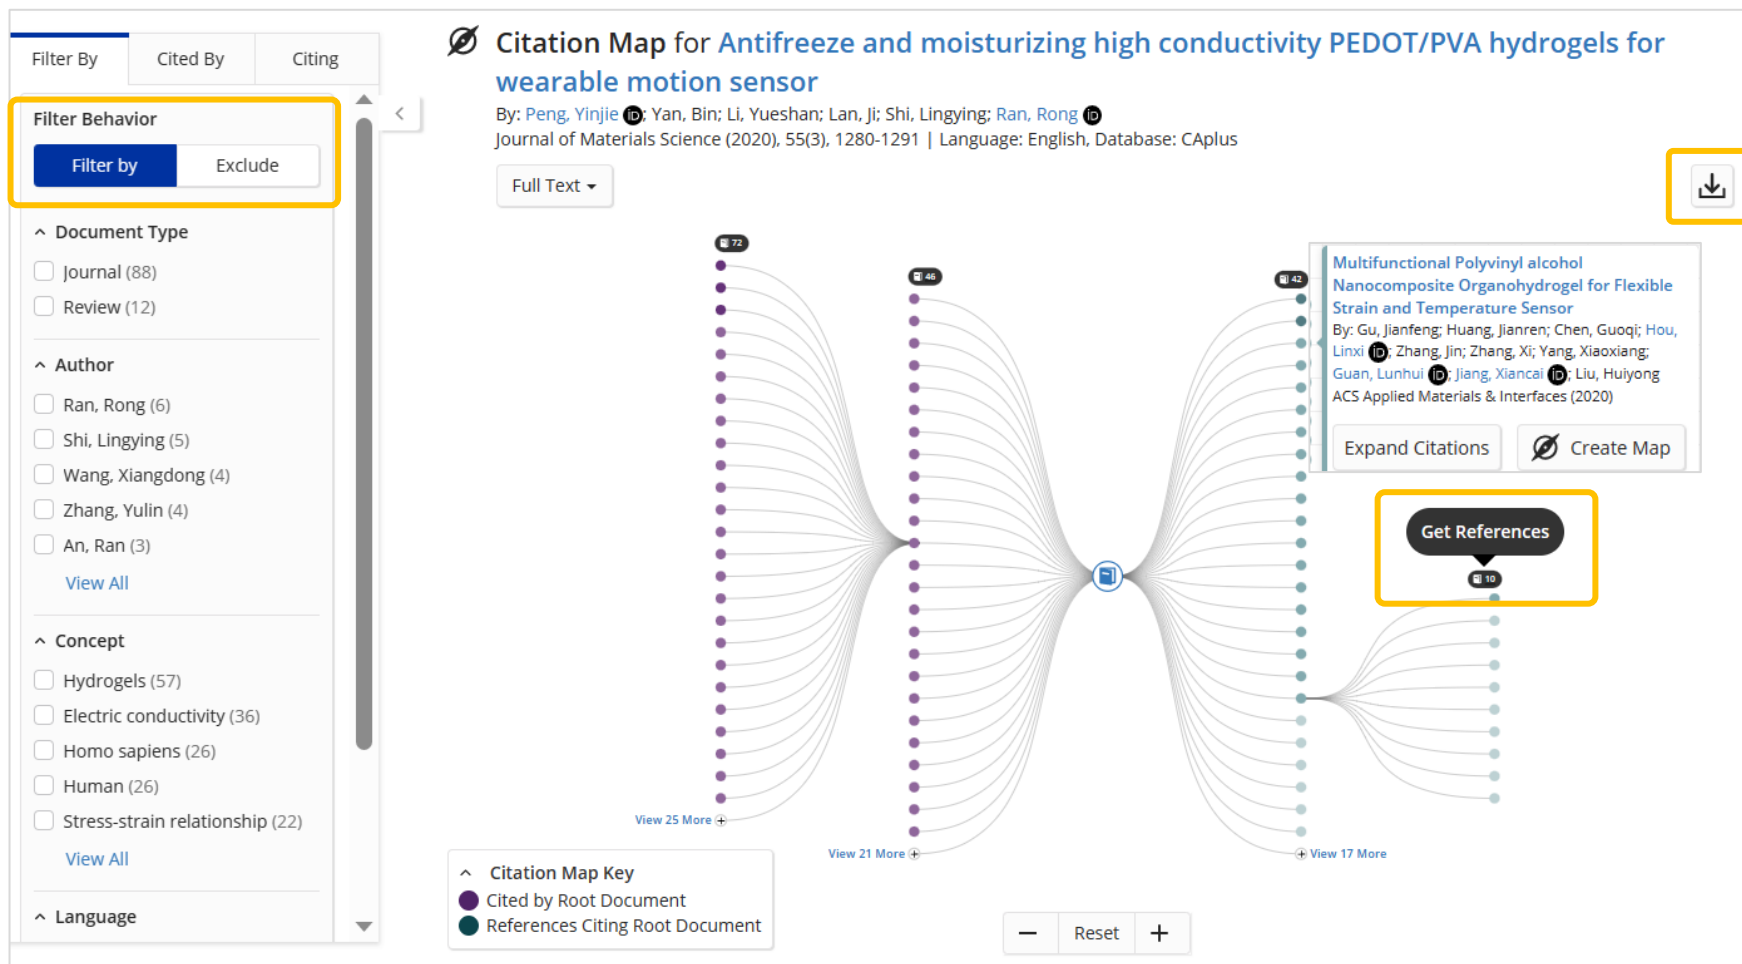 Filter By
Cited By
Citing
Filter Behavior
Filter by
Exclude
Document Type
Journal (88)
Review (12)
Author
Ran, Rong (6)
Shi, Lingying (5)
Wang, Xiangdong (4)
Zhang, Yulin (4)
An, Ran (3)
View All
Concept
Hydrogels (57)
Electric conductivity (36)
Homo sapiens (26)
Human (26)
Stress-strain relationship (22)
View All
Language
Citation Map for Antifreeze and moisturizing high conductivity PEDOT/PVA hydrogels for
wearable motion sensor
By: Peng, Yinjie iD; Yan, Bin; Li, Yueshan; Lan, Ji; Shi, Lingying; Ran, Rong iD
Journal of Materials Science (2020), 55(3), 1280-1291 | Language: English, Database: CAplus
Full Text
72
46
42
Multifunctional Polyvinyl alcohol
Nanocomposite Organohydrogel for Flexible
Strain and Temperature Sensor
By: Gu, Jianfeng; Huang, Jianren; Chen, Guoqi; Hou,
Linxi iD; Zhang, Jin; Zhang, Xi; Yang, Xiaoxiang;
Guan, Lunhui iD; Jiang, Xiancai iD; Liu, Huiyong
ACS Applied Materials & Interfaces (2020)
Expand Citations
Create Map
Get References
10
View 25 More
View 21 More
View 17 More
Citation Map Key
Cited by Root Document
References Citing Root Document
Reset